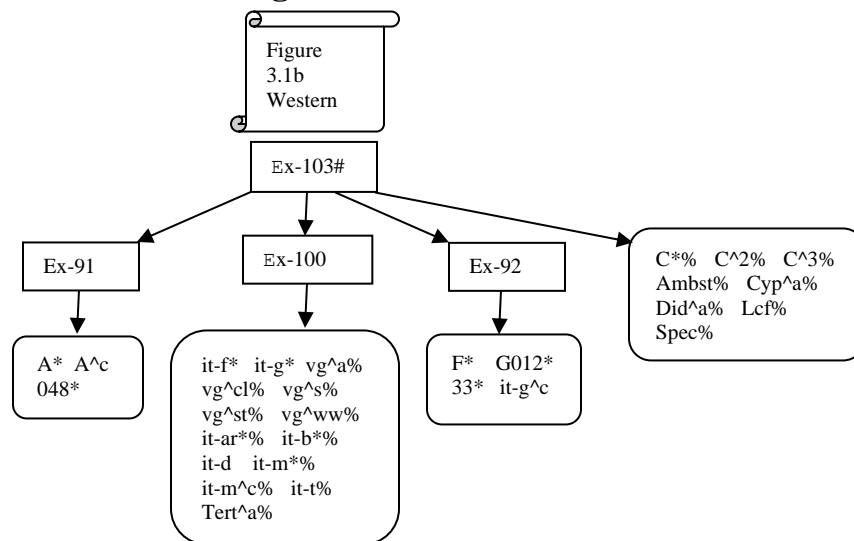 Figure
3.1b
Western
Ex-103#
Ex-91
Ex-100
Ex-92
C*% C^2% C^3%
Ambst% Cyp^a%
Did^a% Lcf%
Spec%
A* A^c
048*
it-f* it-g* vg^a%
vg^cl% vg^s%
vg^st% vg^ww%
it-ar*% it-b*%
it-d it-m*%
it-m^c% it-t%
Tert^a%
F* G012*
33* it-g^c